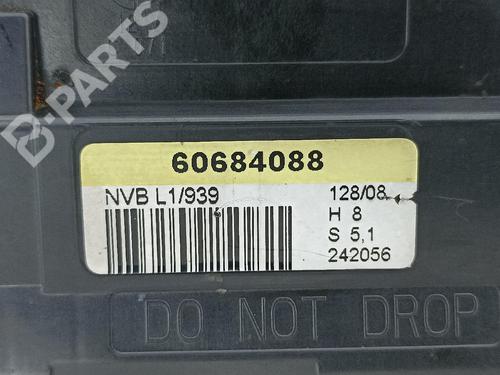 B-PARTS
60684088
NVB L1/939
128/08
H 8
S 5,1
242056
DO NOT DROP